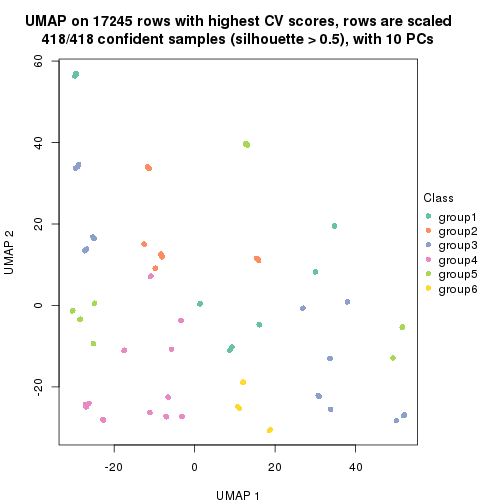 UMAP on 17245 rows with highest CV scores, rows are scaled
418/418 confident samples (silhouette > 0.5), with 10 PCs
60
40
20
0
-20
UMAP 2
-20
0
20
40
UMAP 1
Class
group1
group2
group3
group4
group5
group6